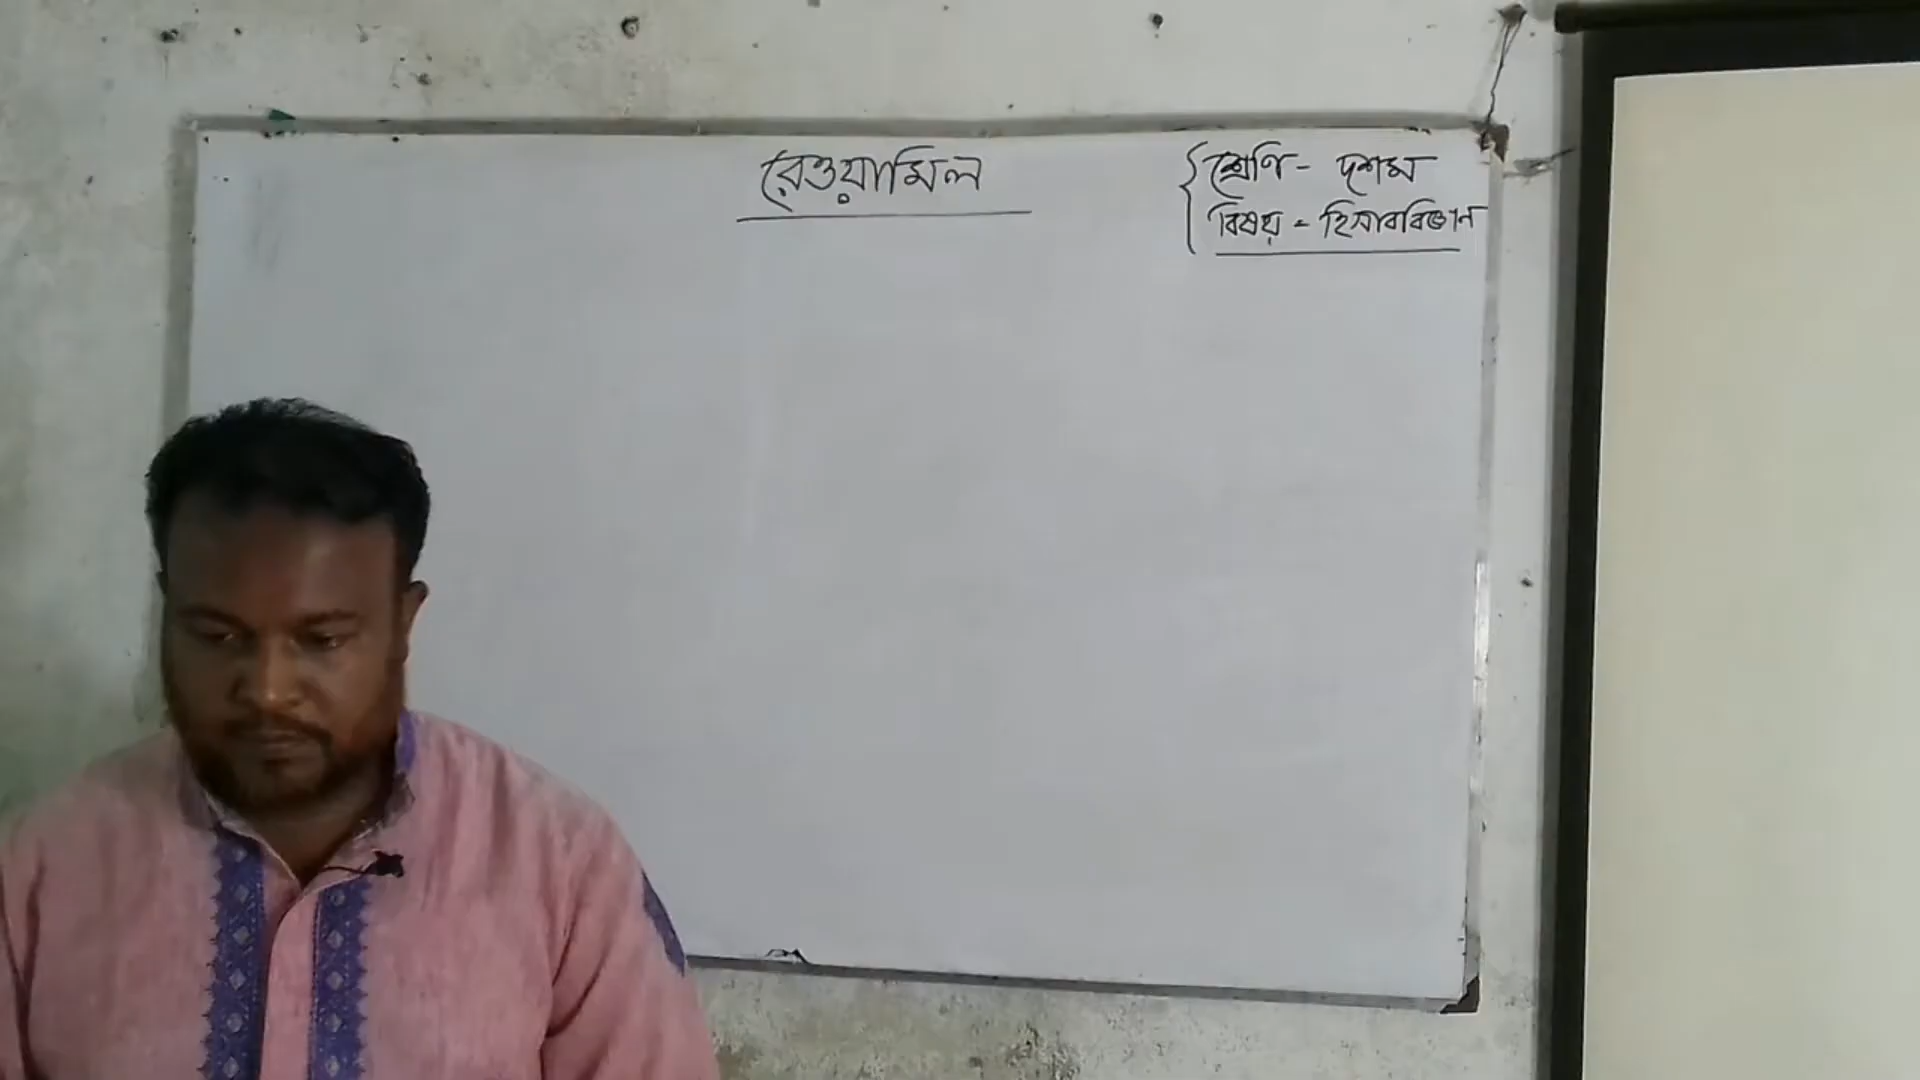 রেওয়ামিল
শ্রেণি - দশম
বিষয় - হিসাববিজ্ঞান